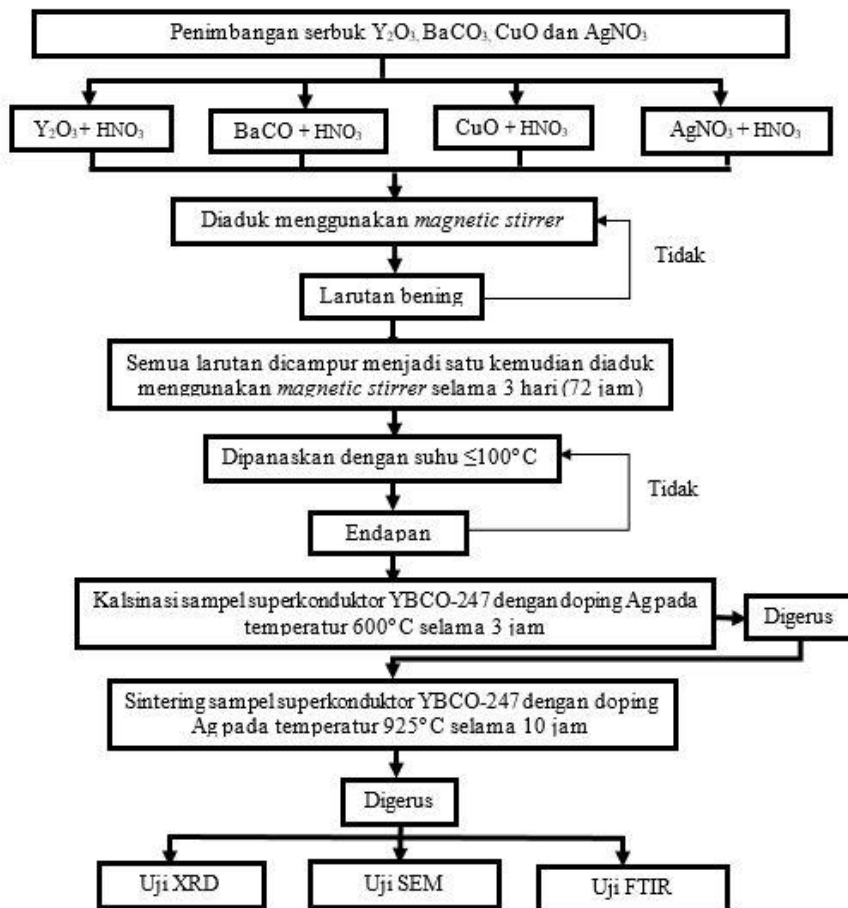 Penimbangan serbuk Y₂O₃, BaCO₃, CuO dan AgNO₃
Y₂O₃ + HNO₃
BaCO + HNO₃
CuO + HNO₃
AgNO₃ + HNO₃
Diaduk menggunakan magnetic stirrer
Tidak
Larutan bening
Semua larutan dicampur menjadi satu kemudian diaduk
menggunakan magnetic stirrer selama 3 hari (72 jam)
Dipanaskan dengan suhu ≤100°C
Tidak
Endapan
Kalsinasi sampel superkonduktor YBCO-247 dengan doping Ag pada
temperatur 600°C selama 3 jam
Digerus
Sintering sampel superkonduktor YBCO-247 dengan doping
Ag pada temperatur 925°C selama 10 jam
Digerus
Uji XRD
Uji SEM
Uji FTIR